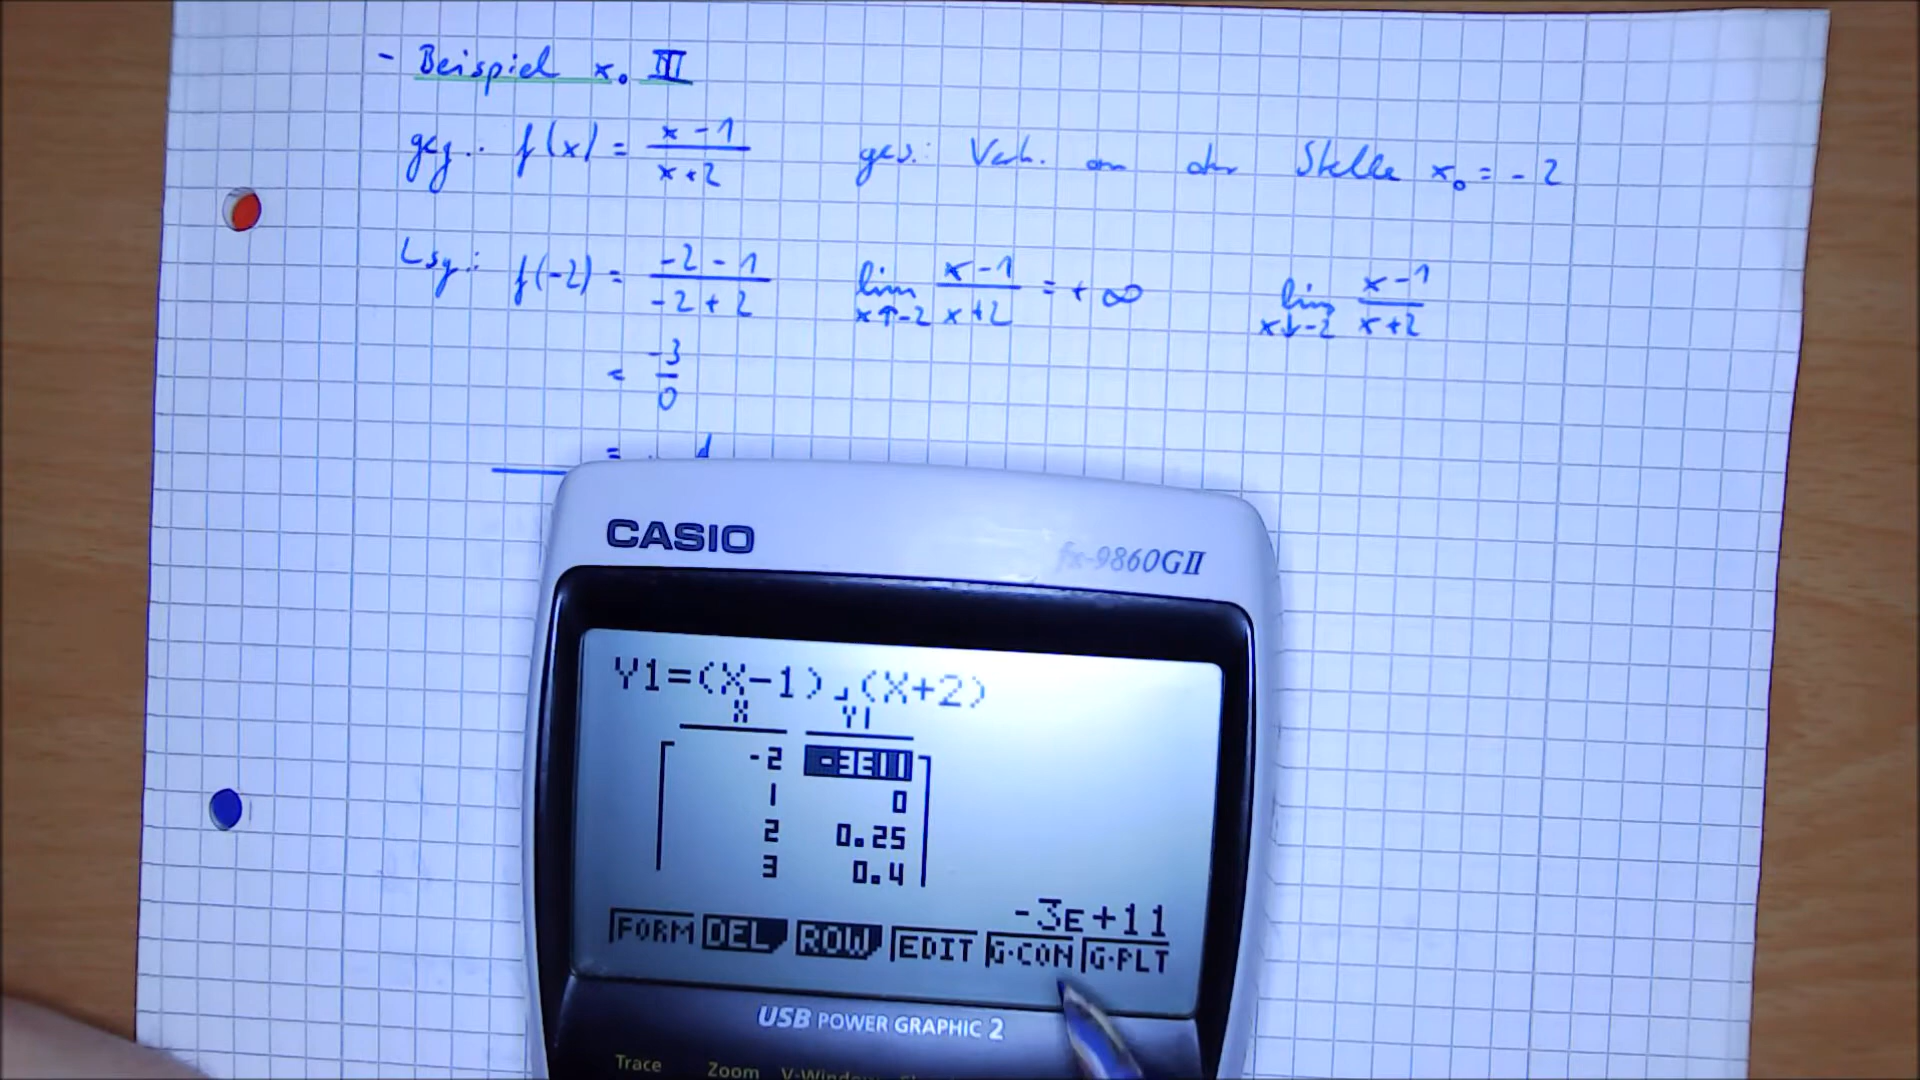 - Beispiel x₀ III
geg.: f(x) = (x-1)/(x+2) ges.: Verh. an der Stelle x₀ = -2
Lsg.: f(-2) = (-2-1)/(-2+2) lim x↑-2 (x-1)/(x+2) = +∞ lim x↓-2 (x-1)/(x+2)
= -3/0
=
CASIO
fx-9860GII
Y1=(X-1)⌟(X+2)
X Y1
-2 -3E11
1 0
2 0.25
3 0.4
-3E+11
FORM DEL ROW EDIT G·CON G·PLT
USB POWER GRAPHIC 2
Trace Zoom V-Window